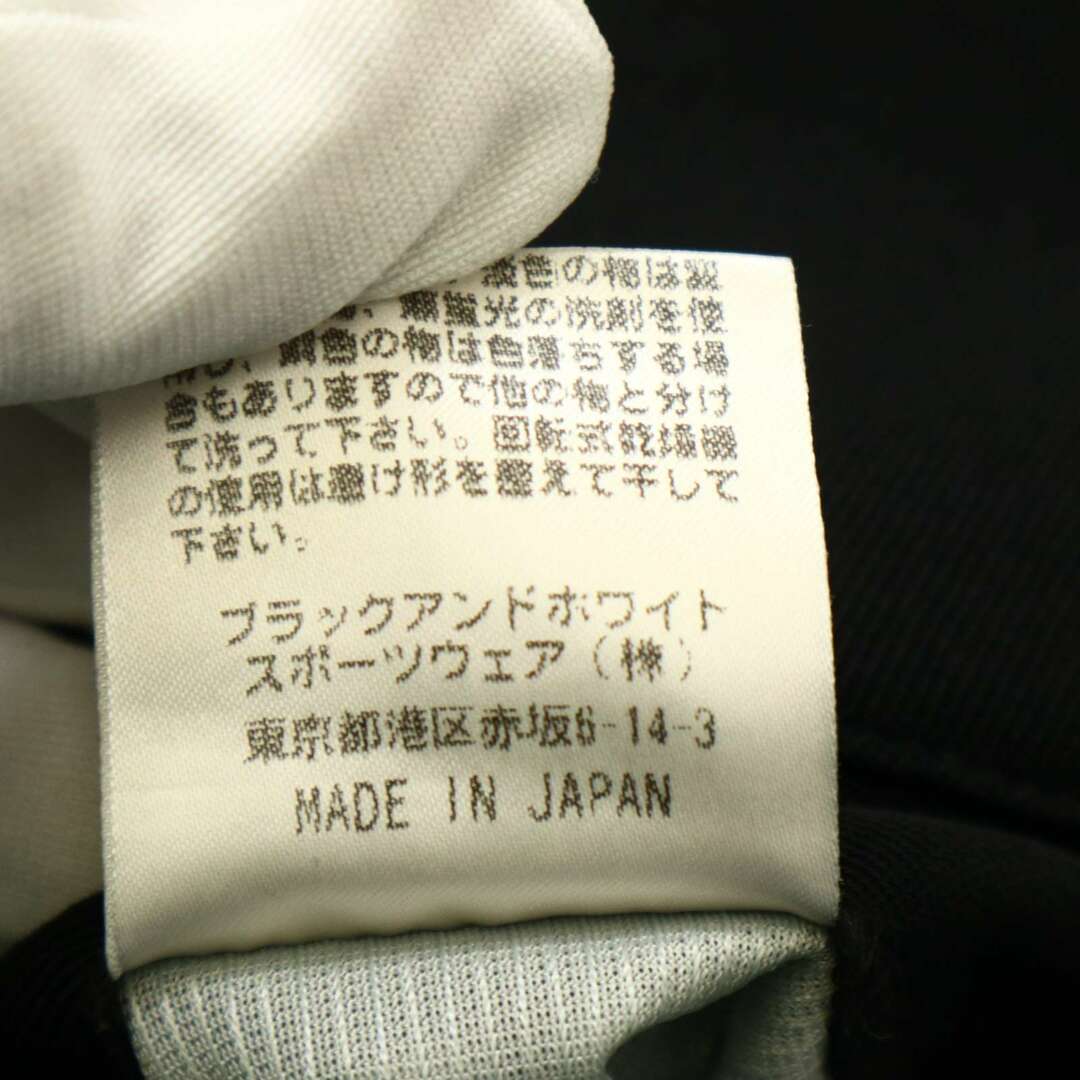 淡色の物は
無蛍光の洗剤を使
用し、濃色の物は色落ちする場
合もありますので他の物と分け
て洗って下さい。回転式乾燥機
の使用は避け形を整えて干して
下さい。
ブラックアンドホワイト
スポーツウェア(株)
東京都港区赤坂6-14-3
MADE IN JAPAN